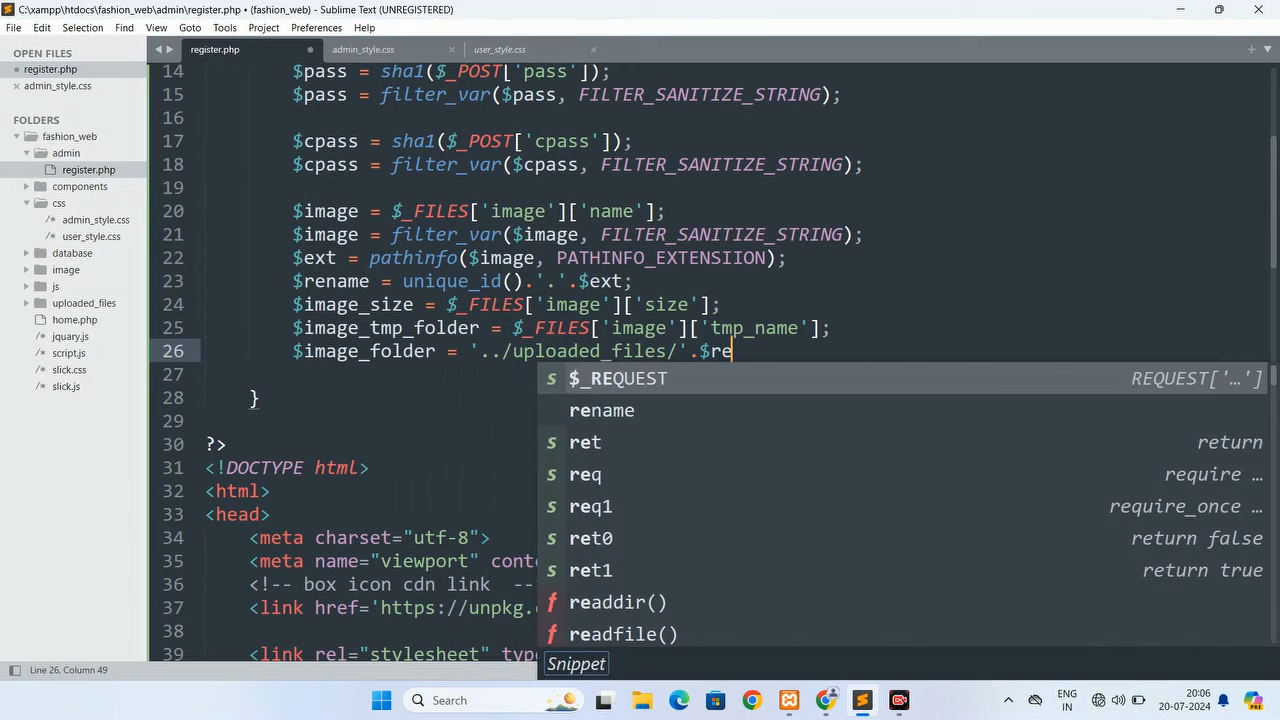 C:\xampp\htdocs\fashion_web\admin\register.php • (fashion_web) - Sublime Text (UNREGISTERED)
File Edit Selection Find View Goto Tools Project Preferences Help
OPEN FILES
register.php
admin_style.css
FOLDERS
fashion_web
admin
register.php
components
css
admin_style.css
user_style.css
database
image
js
uploaded_files
home.php
jquary.js
script.js
slick.css
slick.js
register.php admin_style.css user_style.css
14 $pass = sha1($_POST['pass']);
15 $pass = filter_var($pass, FILTER_SANITIZE_STRING);
16
17 $cpass = sha1($_POST['cpass']);
18 $cpass = filter_var($cpass, FILTER_SANITIZE_STRING);
19
20 $image = $_FILES['image']['name'];
21 $image = filter_var($image, FILTER_SANITIZE_STRING);
22 $ext = pathinfo($image, PATHINFO_EXTENSIION);
23 $rename = unique_id().'.'.$ext;
24 $image_size = $_FILES['image']['size'];
25 $image_tmp_folder = $_FILES['image']['tmp_name'];
26 $image_folder = '../uploaded_files/'.$re
27
28 }
29
30 ?>
31 <!DOCTYPE html>
32 <html>
33 <head>
34 <meta charset="utf-8">
35 <meta name="viewport" conte
36 <!-- box icon cdn link --
37 <link href='https://unpkg.
38
39 <link rel="stylesheet" typ
s $_REQUEST REQUEST['…']
rename
s ret return
s req require …
s req1 require_once …
s ret0 return false
s ret1 return true
f readdir()
f readfile()
Snippet
Line 26, Column 49
Search
ENG
IN
20:06
20-07-2024
PRE